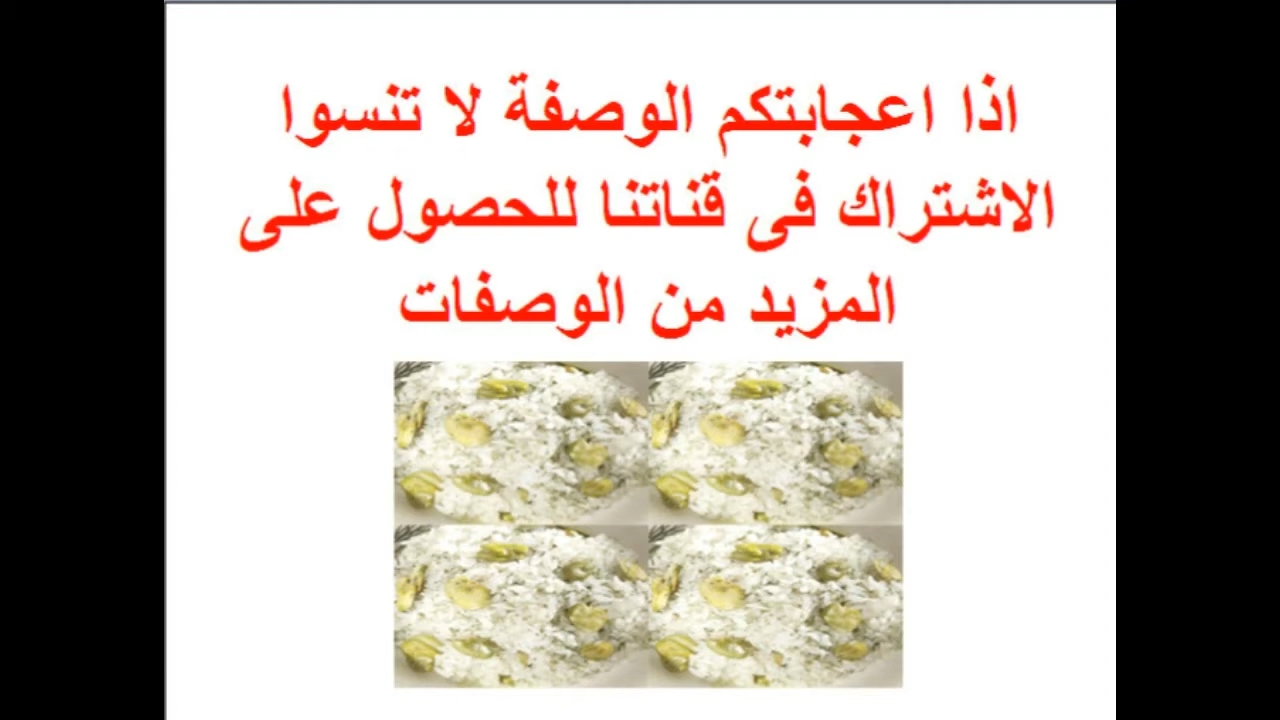 اذا اعجابتكم الوصفة لا تنسوا
الاشتراك فى قناتنا للحصول على
المزيد من الوصفات